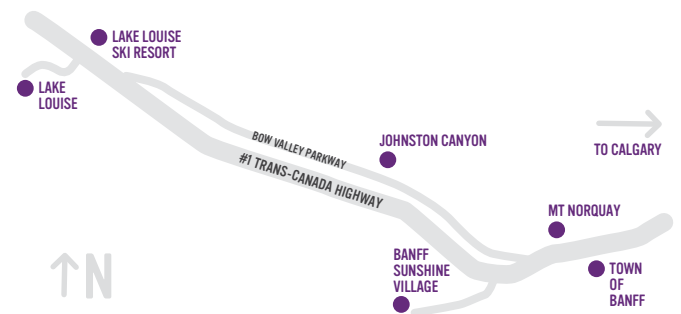 LAKE LOUISE
SKI RESORT
LAKE
LOUISE
BOW VALLEY PARKWAY
#1 TRANS-CANADA HIGHWAY
JOHNSTON CANYON
TO CALGARY
MT NORQUAY
BANFF
SUNSHINE
VILLAGE
TOWN
OF
BANFF
N